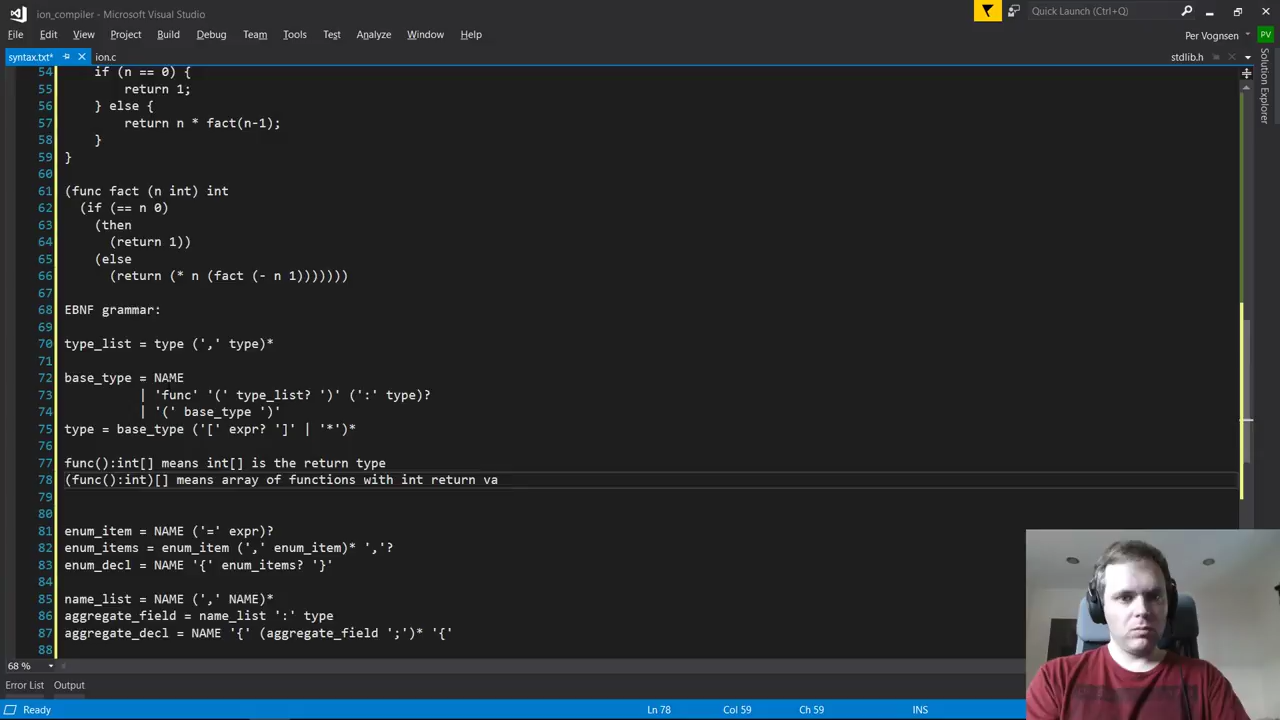 ion_compiler - Microsoft Visual Studio
Quick Launch (Ctrl+Q)
File Edit View Project Build Debug Team Tools Test Analyze Window Help
Per Vognsen PV
syntax.txt* ion.c
stdlib.h
Solution Explorer
54 if (n == 0) {
55 return 1;
56 } else {
57 return n * fact(n-1);
58 }
59 }
60
61 (func fact (n int) int
62 (if (== n 0)
63 (then
64 (return 1))
65 (else
66 (return (* n (fact (- n 1)))))))
67
68 EBNF grammar:
69
70 type_list = type (',' type)*
71
72 base_type = NAME
73 | 'func' '(' type_list? ')' (':' type)?
74 | '(' base_type ')'
75 type = base_type ('[' expr? ']' | '*')*
76
77 func():int[] means int[] is the return type
78 (func():int)[] means array of functions with int return va
79
80
81 enum_item = NAME ('=' expr)?
82 enum_items = enum_item (',' enum_item)* ','?
83 enum_decl = NAME '{' enum_items? '}'
84
85 name_list = NAME (',' NAME)*
86 aggregate_field = name_list ':' type
87 aggregate_decl = NAME '{' (aggregate_field ';')* '{'
88
68 %
Error List Output
Ready Ln 78 Col 59 Ch 59 INS